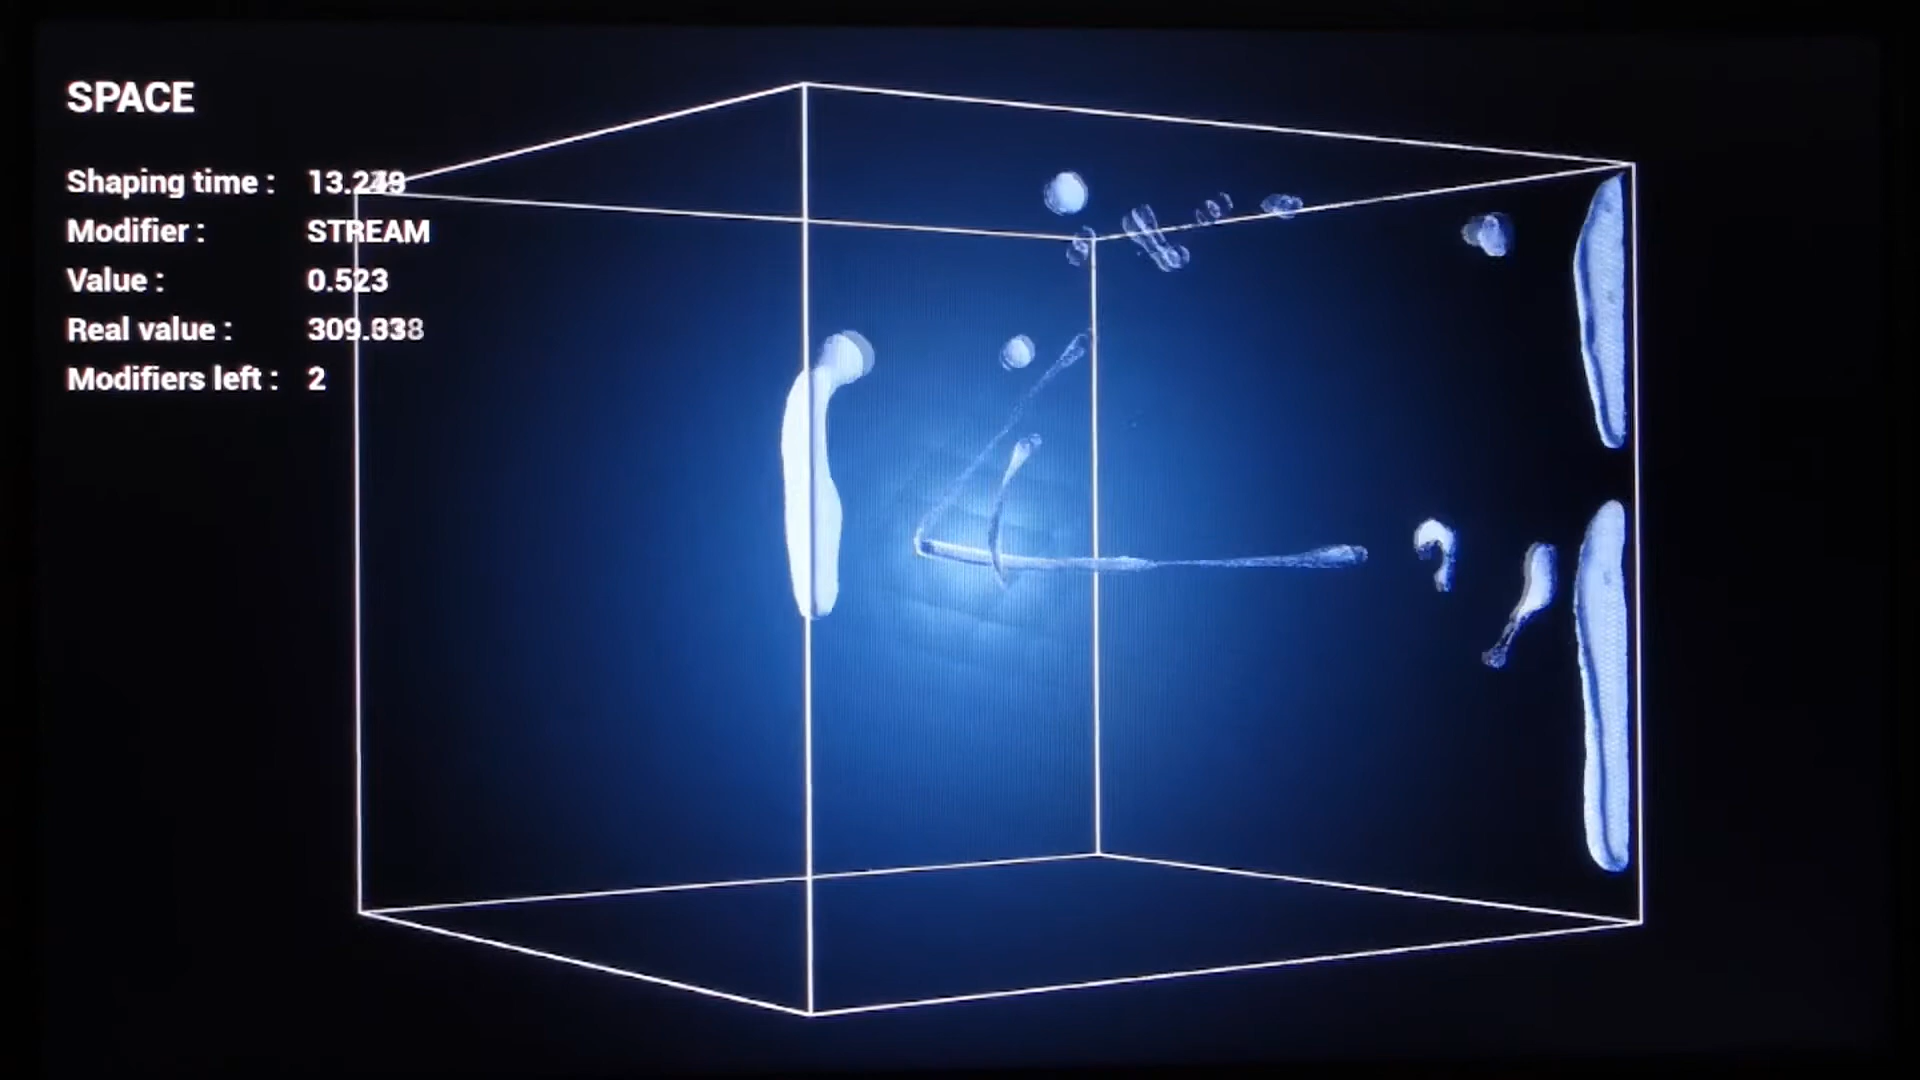 SPACE
Shaping time :
Modifier : STREAM
Value : 0.523
Real value :
Modifiers left : 2